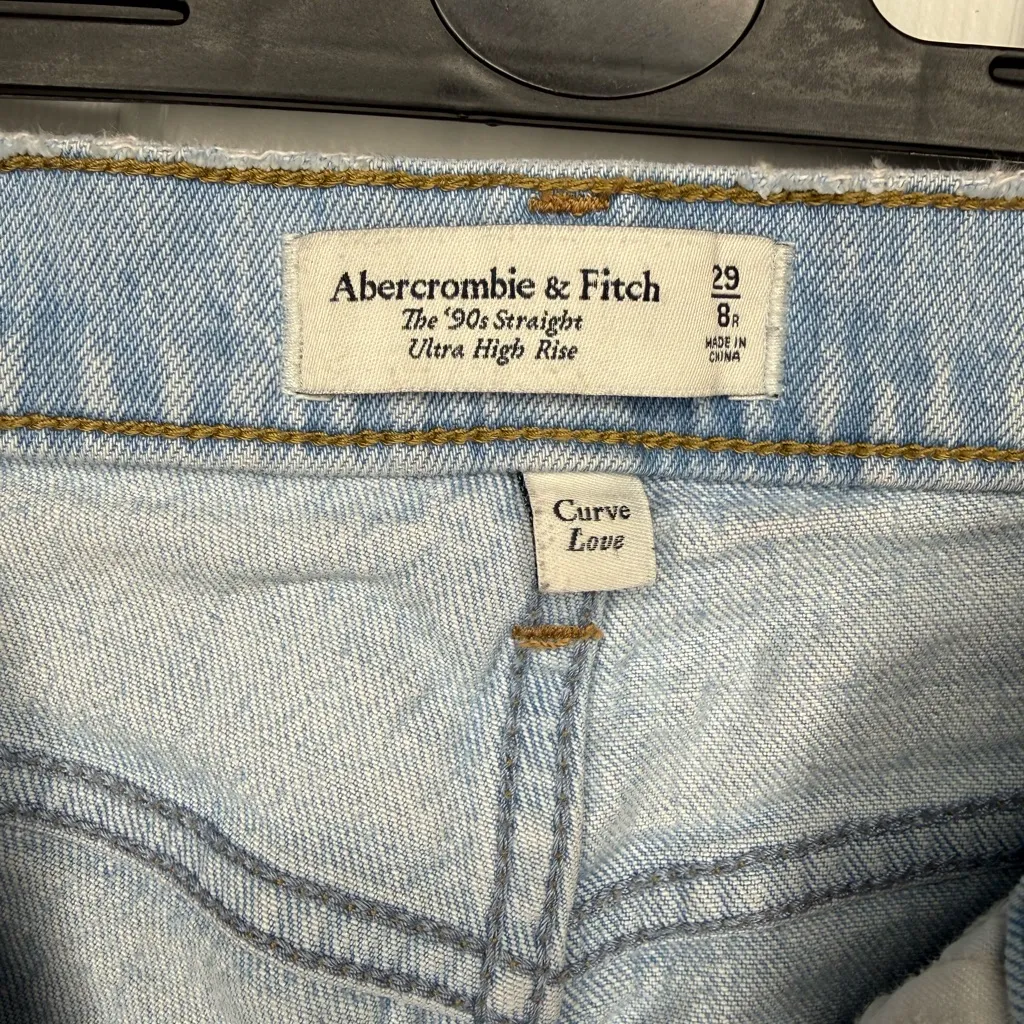 Abercrombie & Fitch
The '90s Straight
Ultra High Rise
29
8R
MADE IN
CHINA
Curve
Love